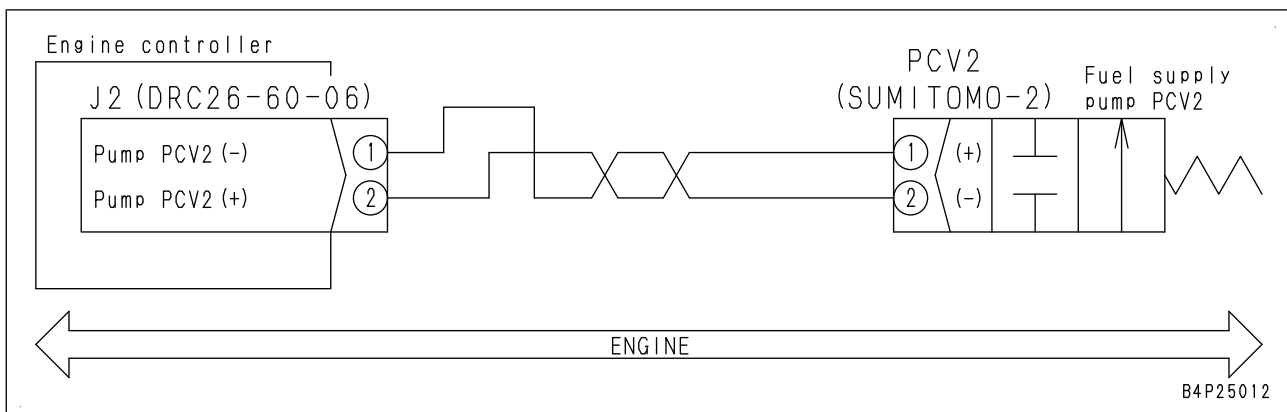 Engine controller
J2(DRC26-60-06)
Pump PCV2(-)
1
Pump PCV2(+)
2
PCV2
(SUMITOMO-2)
Fuel supply
pump PCV2
1 (+)
2 (-)
ENGINE
B4P25012